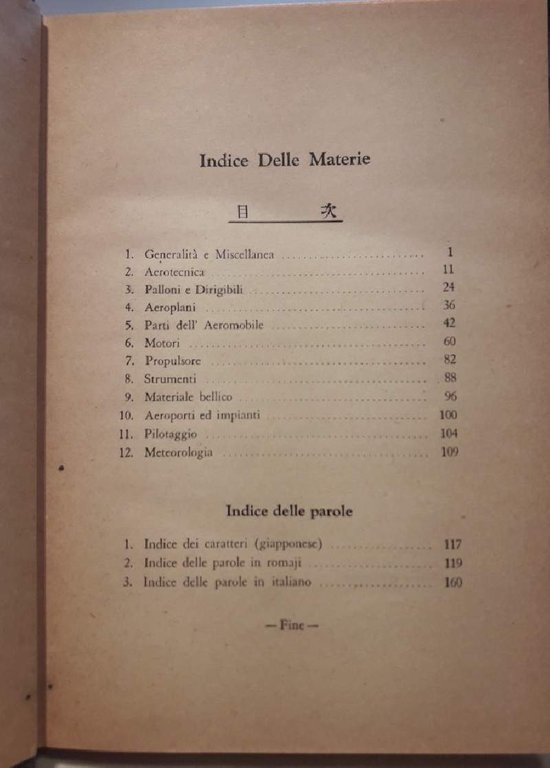 Indice Delle Materie
目 次
1. Generalità e Miscellanea ........................ 1
2. Aerotecnica ........................ 11
3. Palloni e Dirigibili ........................ 24
4. Aeroplani ........................ 36
5. Parti dell' Aeromobile ........................ 42
6. Motori ........................ 60
7. Propulsore ........................ 82
8. Strumenti ........................ 88
9. Materiale bellico ........................ 96
10. Aeroporti ed impianti ........................ 100
11. Pilotaggio ........................ 104
12. Meteorologia ........................ 109
Indice delle parole
1. Indice dei caratteri (giapponese) ................ 117
2. Indice delle parole in romaji ................ 119
3. Indice delle parole in italiano ................ 160
— Fine —